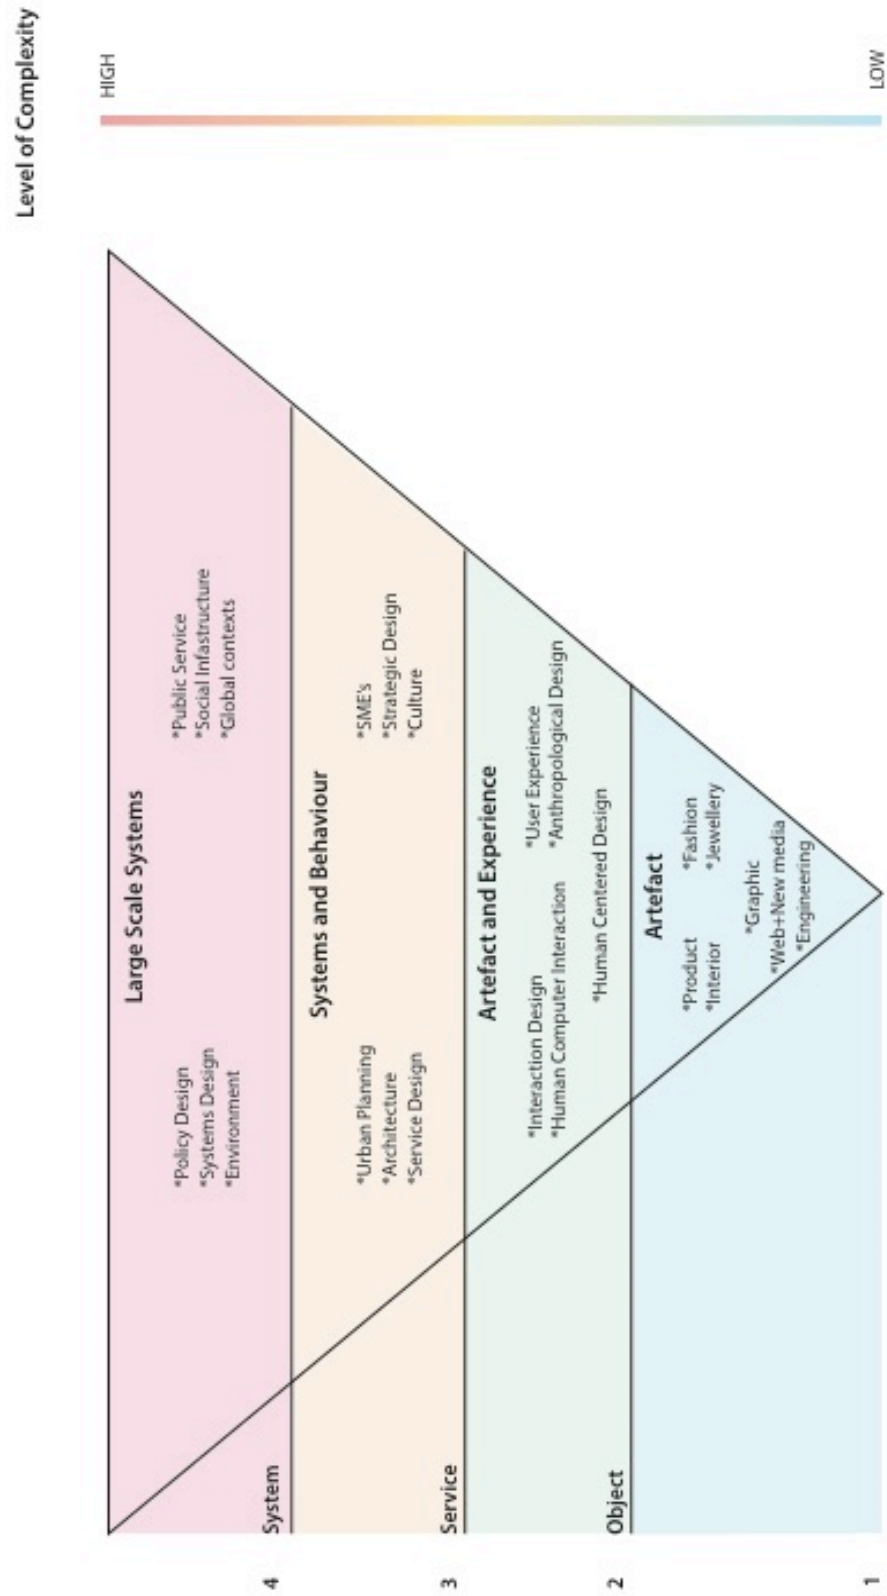 Level of Complexity
HIGH
LOW
Large Scale Systems
*Policy Design
*Systems Design
*Environment
*Public Service
*Social Infastructure
*Global contexts
4
System
Systems and Behaviour
*Urban Planning
*Architecture
*Service Design
*SME's
*Strategic Design
*Culture
3
Service
Artefact and Experience
*Interaction Design
*Human Computer Interaction
*User Experience
*Anthropological Design
*Human Centered Design
2
Object
Artefact
*Product
*Interior
*Fashion
*Jewellery
*Graphic
*Web+New media
*Engineering
1